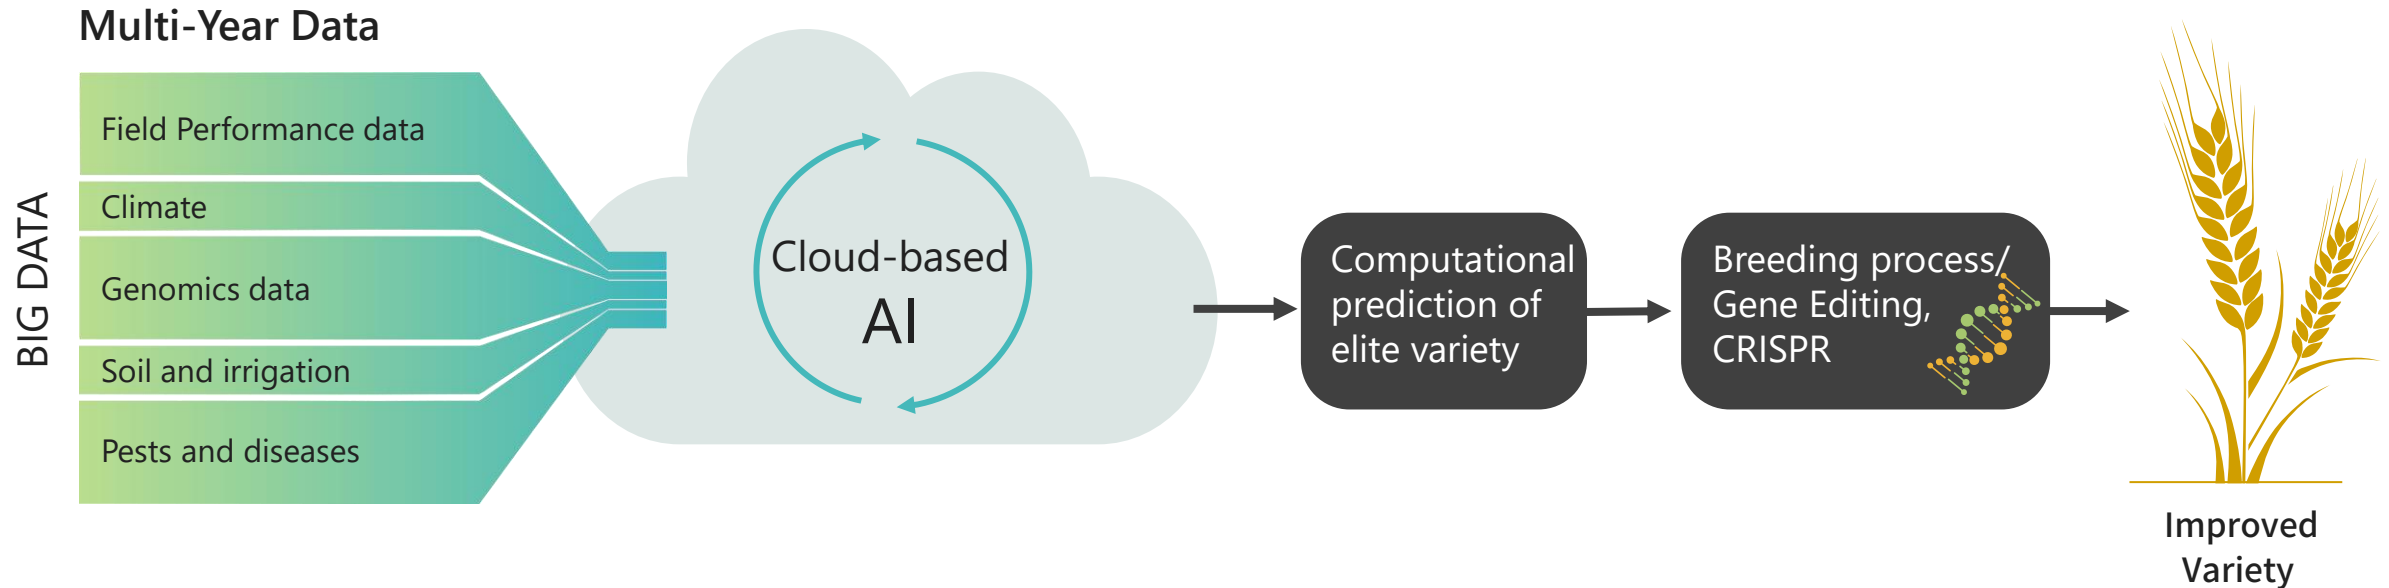 Multi-Year Data
BIG DATA
Field Performance data
Climate
Genomics data
Soil and irrigation
Pests and diseases
Cloud-based
AI
Computational
prediction of
elite variety
Breeding process/
Gene Editing,
CRISPR
Improved
Variety